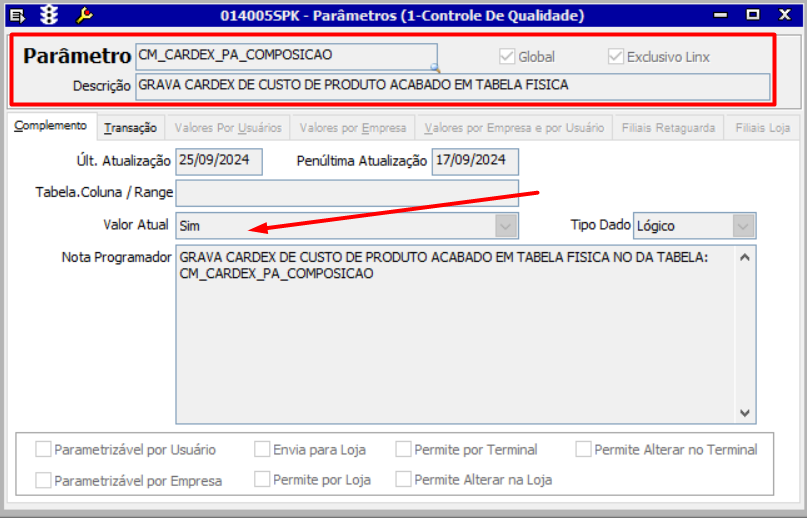 014005SPK - Parâmetros (1-Controle De Qualidade)
Parâmetro CM_CARDEX_PA_COMPOSICAO Global Exclusivo Linx
Descrição GRAVA CARDEX DE CUSTO DE PRODUTO ACABADO EM TABELA FISICA
Complemento Transação Valores Por Usuários Valores por Empresa Valores por Empresa e por Usuário Filiais Retaguarda Filiais Loja
Últ. Atualização 25/09/2024 Penúltima Atualização 17/09/2024
Tabela.Coluna / Range
Valor Atual Sim Tipo Dado Lógico
Nota Programador GRAVA CARDEX DE CUSTO DE PRODUTO ACABADO EM TABELA FISICA NO DA TABELA:
CM_CARDEX_PA_COMPOSICAO
Parametrizável por Usuário Envia para Loja Permite por Terminal Permite Alterar no Terminal
Parametrizável por Empresa Permite por Loja Permite Alterar na Loja